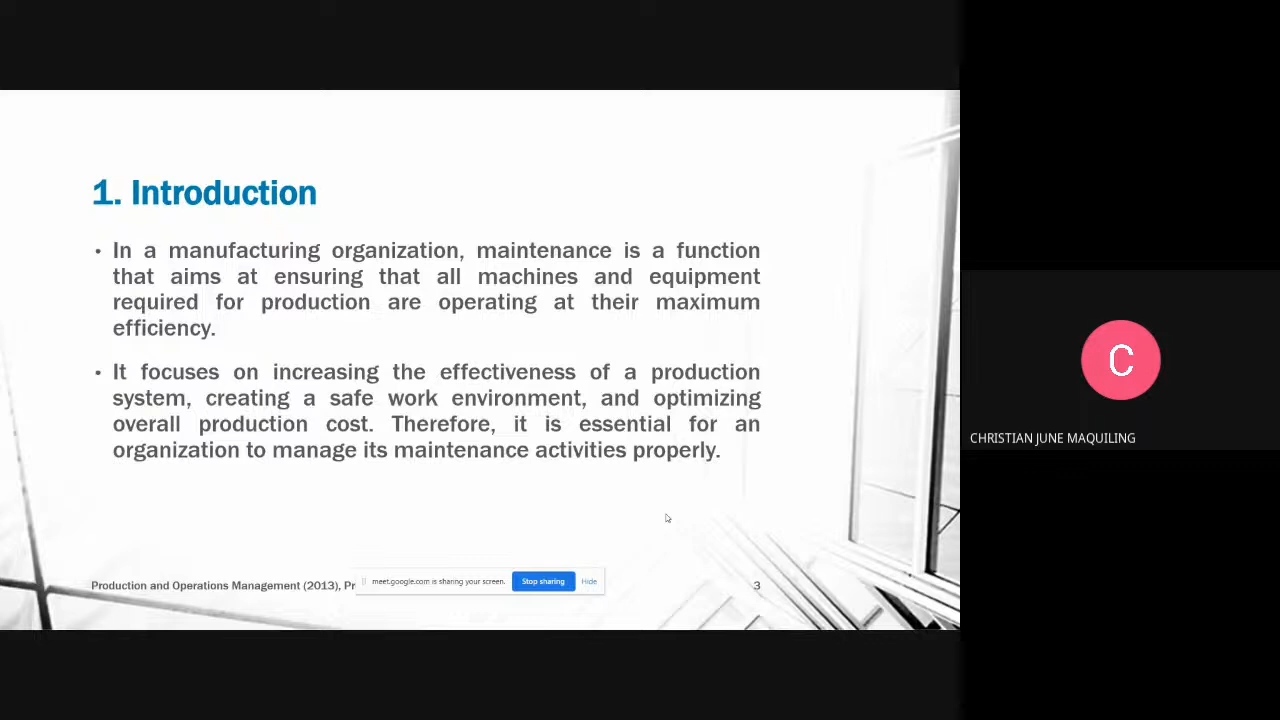 1. Introduction
• In a manufacturing organization, maintenance is a function
that aims at ensuring that all machines and equipment
required for production are operating at their maximum
efficiency.
• It focuses on increasing the effectiveness of a production
system, creating a safe work environment, and optimizing
overall production cost. Therefore, it is essential for an
organization to manage its maintenance activities properly.
Production and Operations Management (2013), Pr
meet.google.com is sharing your screen. Stop sharing Hide
3
C
CHRISTIAN JUNE MAQUILING